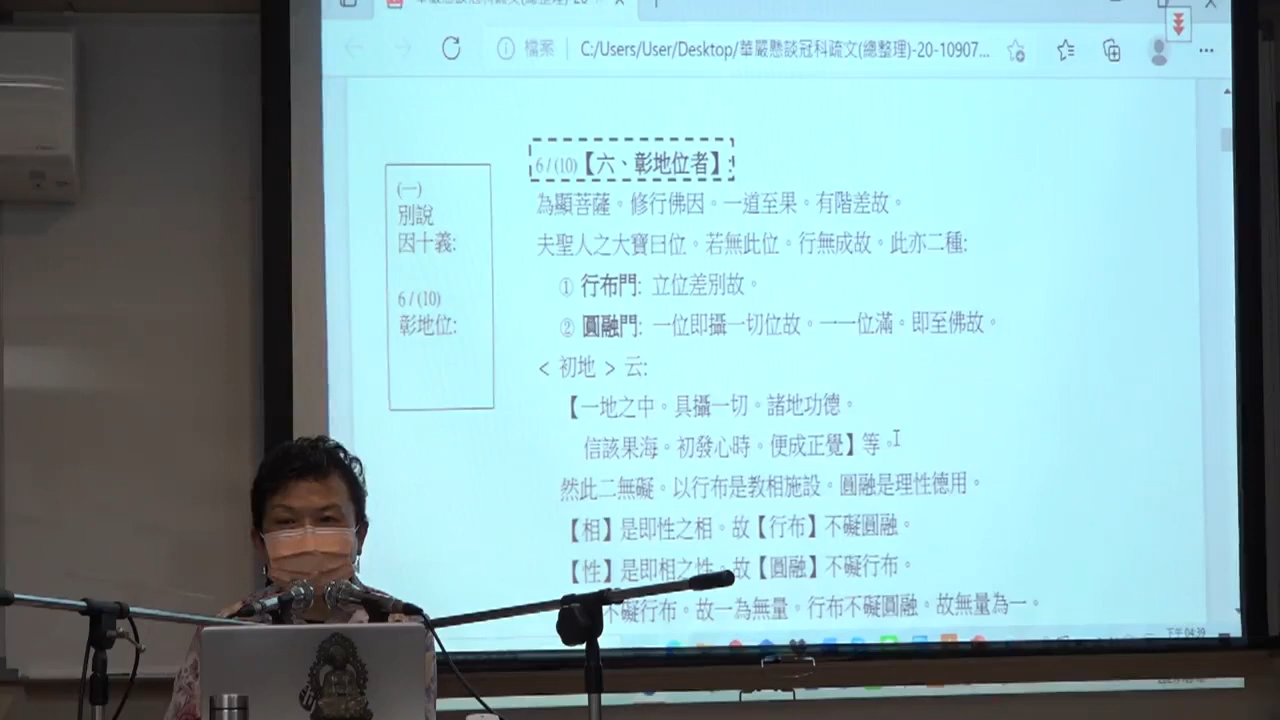 檔案 C:/Users/User/Desktop/華嚴懸談冠科疏文(總整理)-20-10907...
(一)
別說
因十義:
6 / (10)
彰地位:
6 / (10)【六、彰地位者】:
為顯菩薩。修行佛因。一道至果。有階差故。
夫聖人之大寶曰位。若無此位。行無成故。此亦二種:
① 行布門: 立位差別故。
② 圓融門: 一位即攝一切位故。一一位滿。即至佛故。
< 初地 > 云:
【一地之中。具攝一切。諸地功德。
信該果海。初發心時。便成正覺】等。
然此二無礙。以行布是教相施設。圓融是理性德用。
【相】是即性之相。故【行布】不礙圓融。
【性】是即相之性。故【圓融】不礙行布。
不礙行布。故一為無量。行布不礙圓融。故無量為一。
下午 04:39